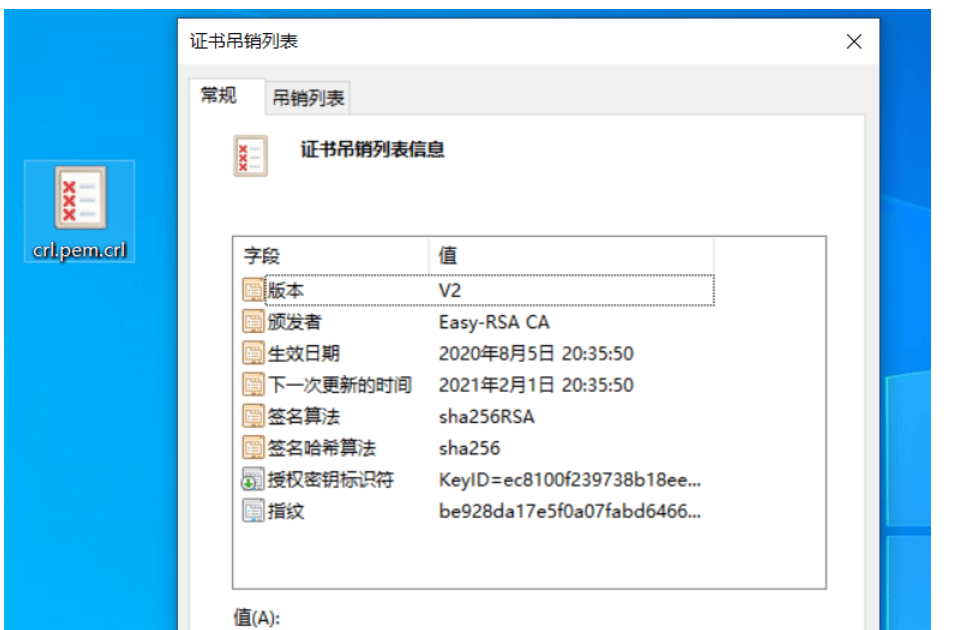 证书吊销列表
常规
吊销列表
证书吊销列表信息
crl.pem.crl
字段 值
版本 V2
颁发者 Easy-RSA CA
生效日期 2020年8月5日 20:35:50
下一次更新的时间 2021年2月1日 20:35:50
签名算法 sha256RSA
签名哈希算法 sha256
授权密钥标识符 KeyID=ec8100f239738b18ee...
指纹 be928da17e5f0a07fabd6466...
值(A):